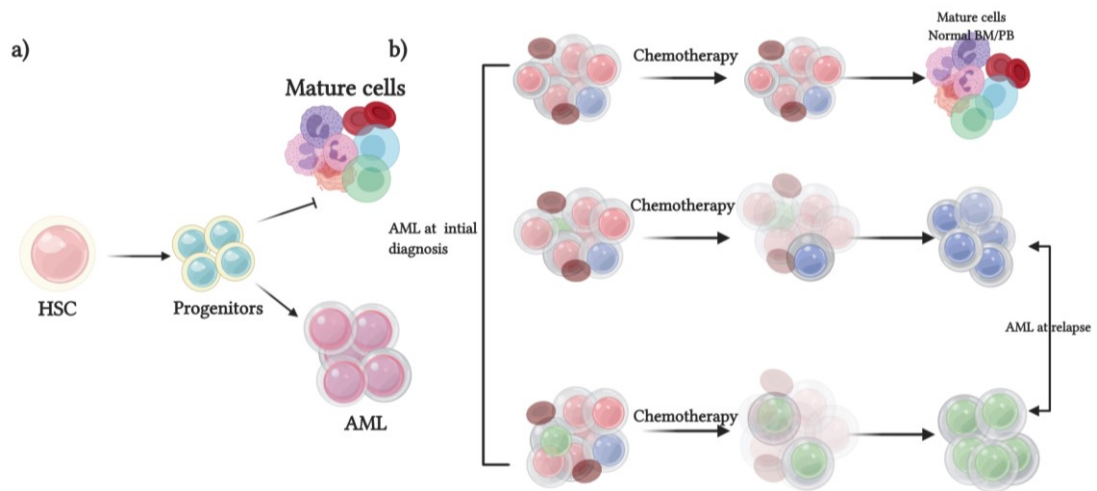 a)
b)
Mature cells
HSC
Progenitors
AML
AML at intial
diagnosis
Chemotherapy
Mature cells
Normal BM/PB
Chemotherapy
AML at relapse
Chemotherapy